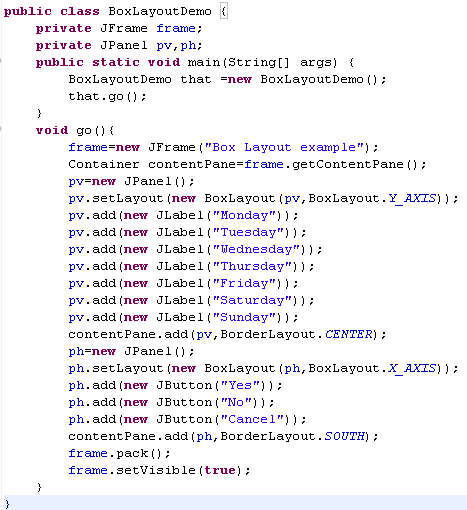 public class BoxLayoutDemo {
    private JFrame frame;
    private JPanel pv,ph;
    public static void main(String[] args) {
        BoxLayoutDemo that =new BoxLayoutDemo();
        that.go();
    }
    void go(){
        frame=new JFrame("Box Layout example");
        Container contentPane=frame.getContentPane();
        pv=new JPanel();
        pv.setLayout(new BoxLayout(pv,BoxLayout.Y_AXIS));
        pv.add(new JLabel("Monday"));
        pv.add(new JLabel("Tuesday"));
        pv.add(new JLabel("Wednesday"));
        pv.add(new JLabel("Thursday"));
        pv.add(new JLabel("Friday"));
        pv.add(new JLabel("Saturday"));
        pv.add(new JLabel("Sunday"));
        contentPane.add(pv,BorderLayout.CENTER);
        ph=new JPanel();
        ph.setLayout(new BoxLayout(ph,BoxLayout.X_AXIS));
        ph.add(new JButton("Yes"));
        ph.add(new JButton("No"));
        ph.add(new JButton("Cancel"));
        contentPane.add(ph,BorderLayout.SOUTH);
        frame.pack();
        frame.setVisible(true);
    }
}